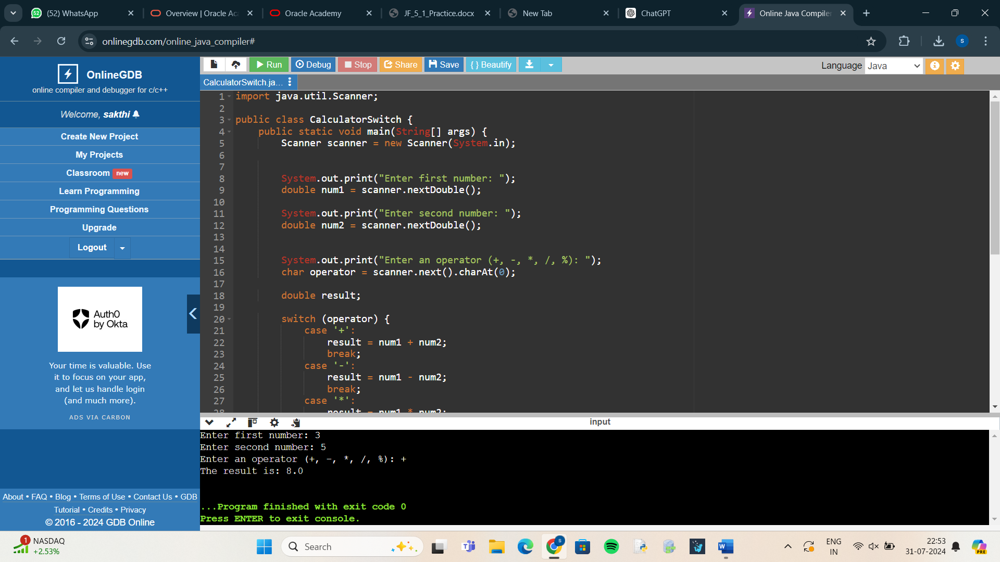 (52) WhatsApp
Overview | Oracle Aca
Oracle Academy
JF_5_1_Practice.docx
New Tab
ChatGPT
Online Java Compiler
onlinegdb.com/online_java_compiler#
S
OnlineGDB
online compiler and debugger for c/c++
Welcome, sakthi
Create New Project
My Projects
Classroom new
Learn Programming
Programming Questions
Upgrade
Logout
Auth0
by Okta
Your time is valuable. Use
it to focus on your app,
and let us handle login
(and much more).
ADS VIA CARBON
About • FAQ • Blog • Terms of Use • Contact Us • GDB
Tutorial • Credits • Privacy
© 2016 - 2024 GDB Online
Run Debug Stop Share Save { } Beautify
Language Java
CalculatorSwitch.ja...
1 import java.util.Scanner;
2
3 public class CalculatorSwitch {
4 public static void main(String[] args) {
5 Scanner scanner = new Scanner(System.in);
6
7
8 System.out.print("Enter first number: ");
9 double num1 = scanner.nextDouble();
10
11 System.out.print("Enter second number: ");
12 double num2 = scanner.nextDouble();
13
14
15 System.out.print("Enter an operator (+, -, *, /, %): ");
16 char operator = scanner.next().charAt(0);
17
18 double result;
19
20 switch (operator) {
21 case '+':
22 result = num1 + num2;
23 break;
24 case '-':
25 result = num1 - num2;
26 break;
27 case '*':
28 result = num1 * num2;
input
Enter first number: 3
Enter second number: 5
Enter an operator (+, -, *, /, %): +
The result is: 8.0
...Program finished with exit code 0
Press ENTER to exit console.
1
NASDAQ
+2.53%
Search
ENG
IN
22:53
31-07-2024
PRE